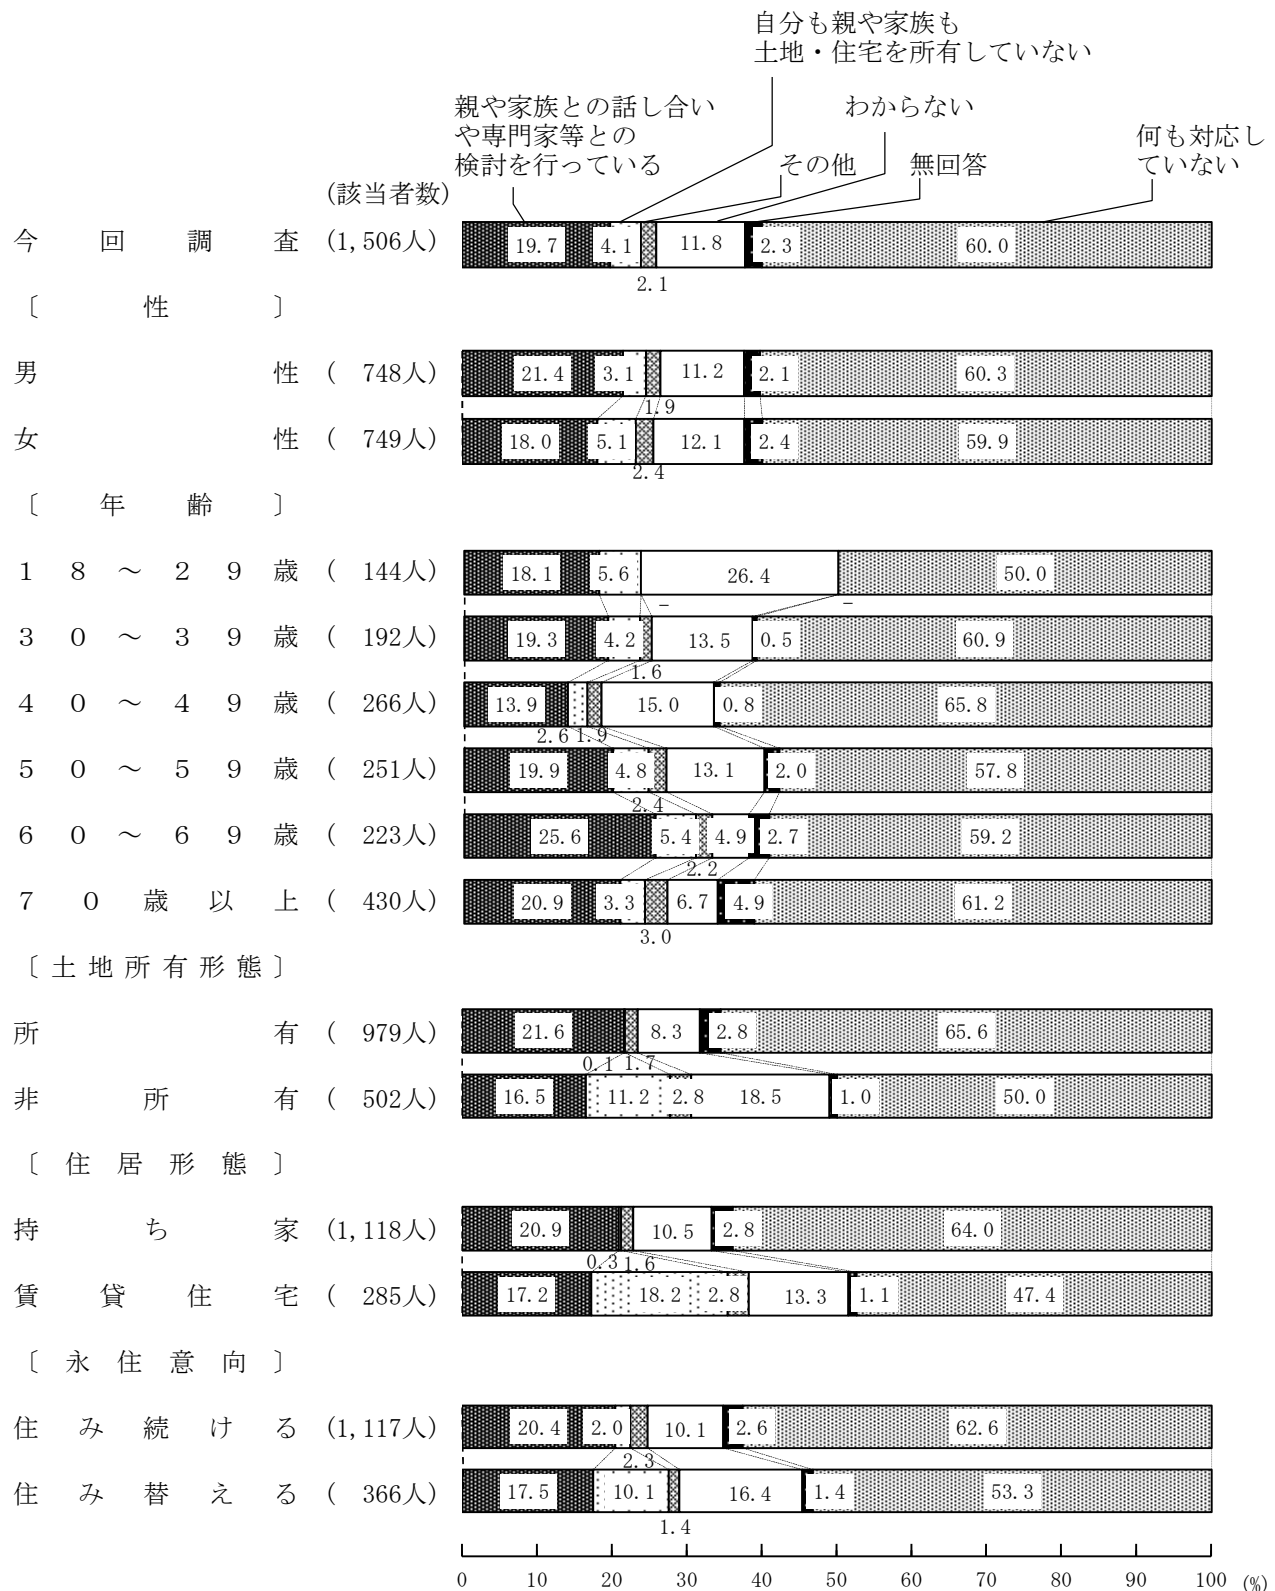 自分も親や家族も
土地・住宅を所有していない
親や家族との話し合い
や専門家等との
検討を行っている
わからない
その他
無回答
何も対応し
ていない
(該当者数)
今回調査 (1,506人) 19.7 4.1 11.8 2.3 60.0
2.1
〔性〕
男性 ( 748人) 21.4 3.1 11.2 2.1 60.3
1.9
女性 ( 749人) 18.0 5.1 12.1 2.4 59.9
2.4
〔年齢〕
18～29歳 ( 144人) 18.1 5.6 26.4 50.0
− −
30～39歳 ( 192人) 19.3 4.2 13.5 0.5 60.9
1.6
40～49歳 ( 266人) 13.9 15.0 0.8 65.8
2.6 1.9
50～59歳 ( 251人) 19.9 4.8 13.1 2.0 57.8
2.4
60～69歳 ( 223人) 25.6 5.4 4.9 2.7 59.2
2.2
70歳以上 ( 430人) 20.9 3.3 6.7 4.9 61.2
3.0
〔土地所有形態〕
所有 ( 979人) 21.6 8.3 2.8 65.6
0.1 1.7
非所有 ( 502人) 16.5 11.2 2.8 18.5 1.0 50.0
〔住居形態〕
持ち家 (1,118人) 20.9 10.5 2.8 64.0
0.3 1.6
賃貸住宅 ( 285人) 17.2 18.2 2.8 13.3 1.1 47.4
〔永住意向〕
住み続ける (1,117人) 20.4 2.0 10.1 2.6 62.6
2.3
住み替える ( 366人) 17.5 10.1 16.4 1.4 53.3
1.4
0 10 20 30 40 50 60 70 80 90 100 (%)